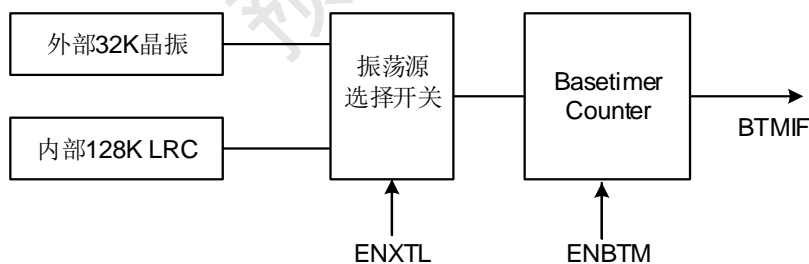 外部32K晶振
内部128K LRC
振荡源
选择开关
Basetimer
Counter
BTMIF
ENXTL
ENBTM